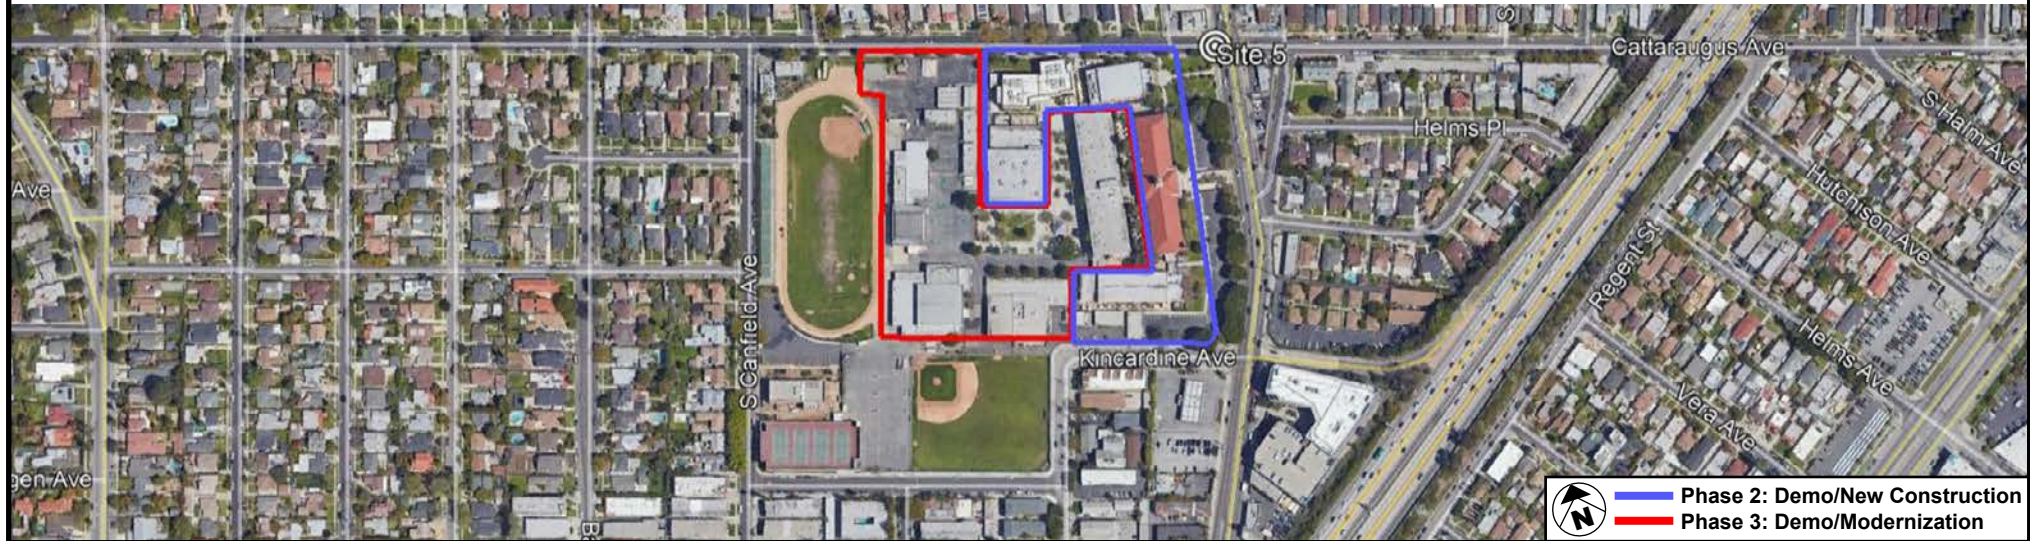 S
Site 5
Cattaraugus Ave
S Halm Ave
Helms Pl
Hutchison Ave
Ave
Regent St
S Canfield Ave
Helms Ave
Kincardine Ave
Vera Ave
gen Ave
B
N
Phase 2: Demo/New Construction
Phase 3: Demo/Modernization